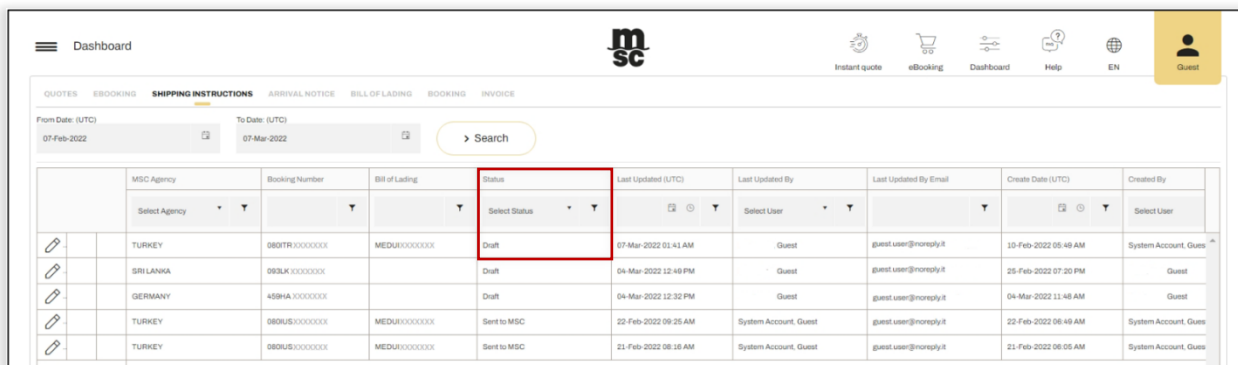 Dashboard
msc
Instant quote
eBooking
Dashboard
Help
EN
Guest
QUOTES EBOOKING SHIPPING INSTRUCTIONS ARRIVAL NOTICE BILL OF LADING BOOKING INVOICE
From Date: (UTC) To Date: (UTC)
07-Feb-2022 07-Mar-2022 > Search
MSC Agency Booking Number Bill of Lading Status Last Updated (UTC) Last Updated By Last Updated By Email Create Date (UTC) Created By
Select Agency Select Status Select User Select User
TURKEY 080ITRXXXXXXX MEDUIXXXXXXX Draft 07-Mar-2022 01:41 AM Guest guest.user@noreply.it 10-Feb-2022 05:49 AM System Account, Gues
SRI LANKA 093LKXXXXXXX Draft 04-Mar-2022 12:49 PM Guest guest.user@noreply.it 25-Feb-2022 07:20 PM Guest
GERMANY 459HAXXXXXXX Draft 04-Mar-2022 12:32 PM Guest guest.user@noreply.it 04-Mar-2022 11:48 AM Guest
TURKEY 080IUSXXXXXXX MEDUIXXXXXXX Sent to MSC 22-Feb-2022 09:25 AM System Account, Guest guest.user@noreply.it 22-Feb-2022 06:49 AM System Account, Gues
TURKEY 080IUSXXXXXXX MEDUIXXXXXXX Sent to MSC 21-Feb-2022 08:16 AM System Account, Guest guest.user@noreply.it 21-Feb-2022 06:05 AM System Account, Gues